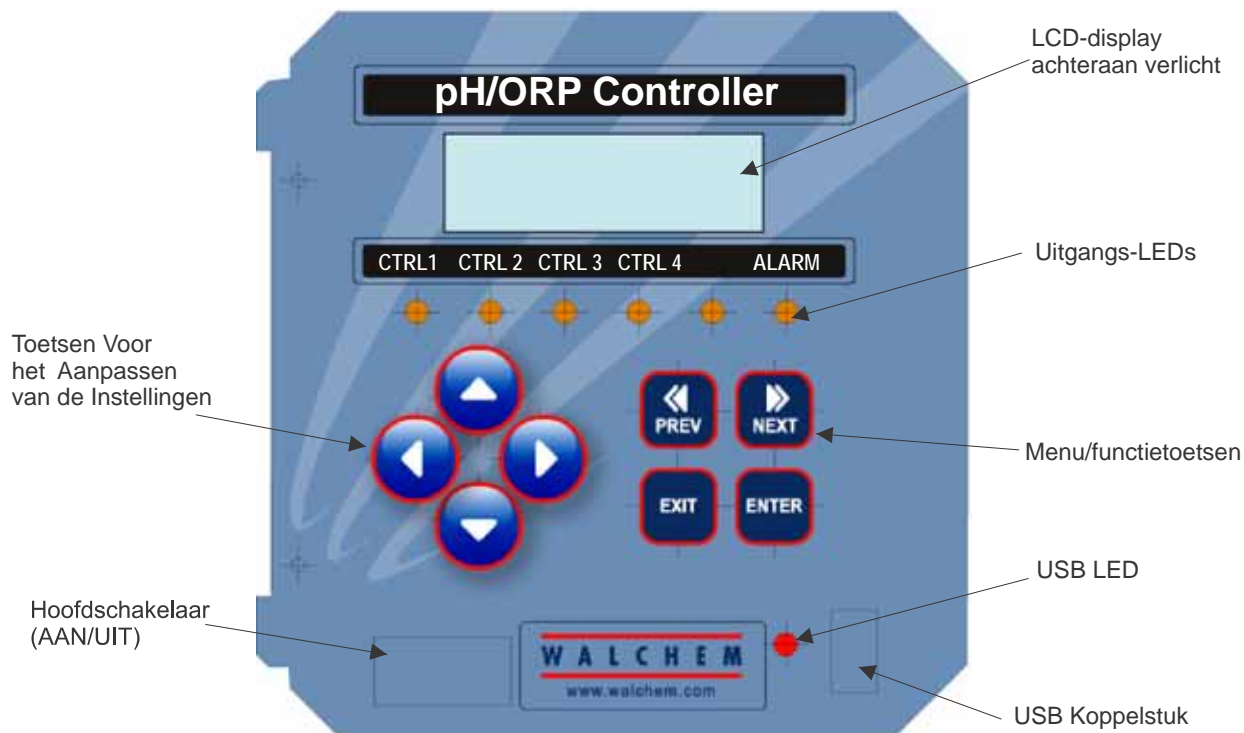 LCD-display
achteraan verlicht
pH/ORP Controller
CTRL1 CTRL 2 CTRL 3 CTRL 4 ALARM
Uitgangs-LEDs
Toetsen Voor
het Aanpassen
van de Instellingen
PREV NEXT
Menu/functietoetsen
EXIT ENTER
USB LED
Hoofdschakelaar
(AAN/UIT)
WALCHEM
www.walchem.com
USB Koppelstuk